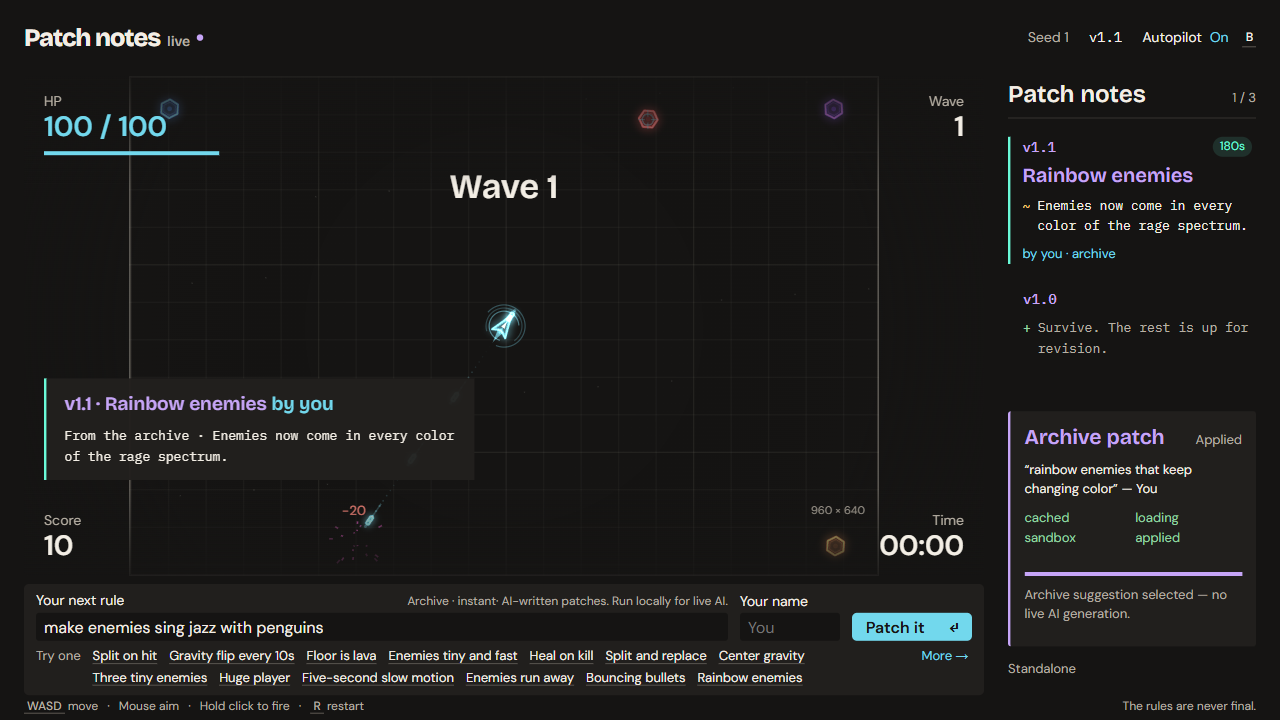 Patch notes live
Seed 1 v1.1 Autopilot On B
HP
100 / 100
Wave
1
Wave 1
v1.1 · Rainbow enemies by you
From the archive · Enemies now come in every color
of the rage spectrum.
-20
960 × 640
Score
10
Time
00:00
Patch notes 1 / 3
v1.1 180s
Rainbow enemies
~ Enemies now come in every
color of the rage spectrum.
by you · archive
v1.0
+ Survive. The rest is up for
revision.
Archive patch Applied
“rainbow enemies that keep
changing color” — You
cached loading
sandbox applied
Archive suggestion selected — no
live AI generation.
Standalone
Your next rule
Archive · instant· AI-written patches. Run locally for live AI.
Your name
make enemies sing jazz with penguins
You
Patch it ↵
Try one Split on hit Gravity flip every 10s Floor is lava Enemies tiny and fast Heal on kill Split and replace Center gravity More →
Three tiny enemies Huge player Five-second slow motion Enemies run away Bouncing bullets Rainbow enemies
WASD move · Mouse aim · Hold click to fire · R restart
The rules are never final.